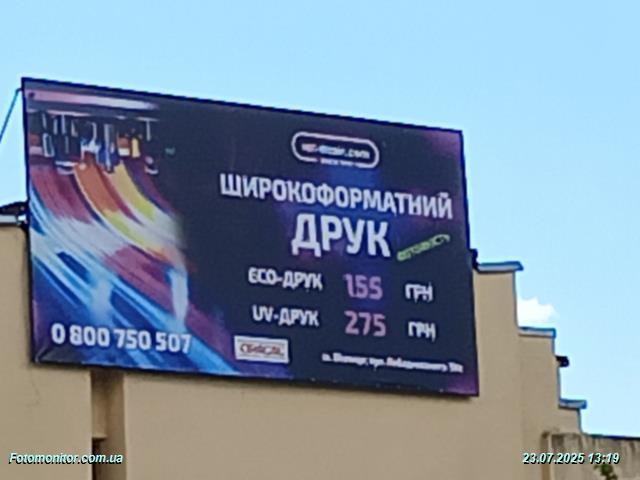 ШИРОКОФОРМАТНИЙ
ДРУК
ECO-ДРУК 155 ГРН
UV-ДРУК 275 ГРН
0 800 750 507
Fotomonitor.com.ua
23.07.2025 13:19